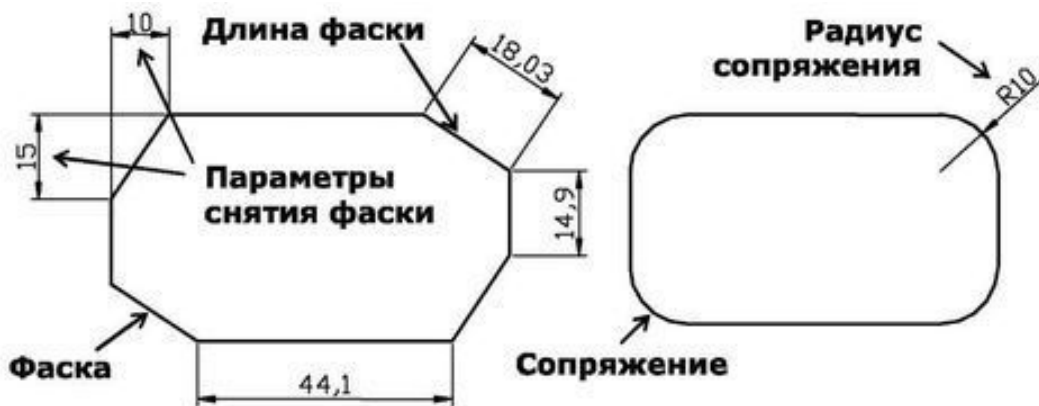 10
Длина фаски
18,03
Радиус
сопряжения
R10
15
Параметры
снятия фаски
14,9
Фаска
44,1
Сопряжение